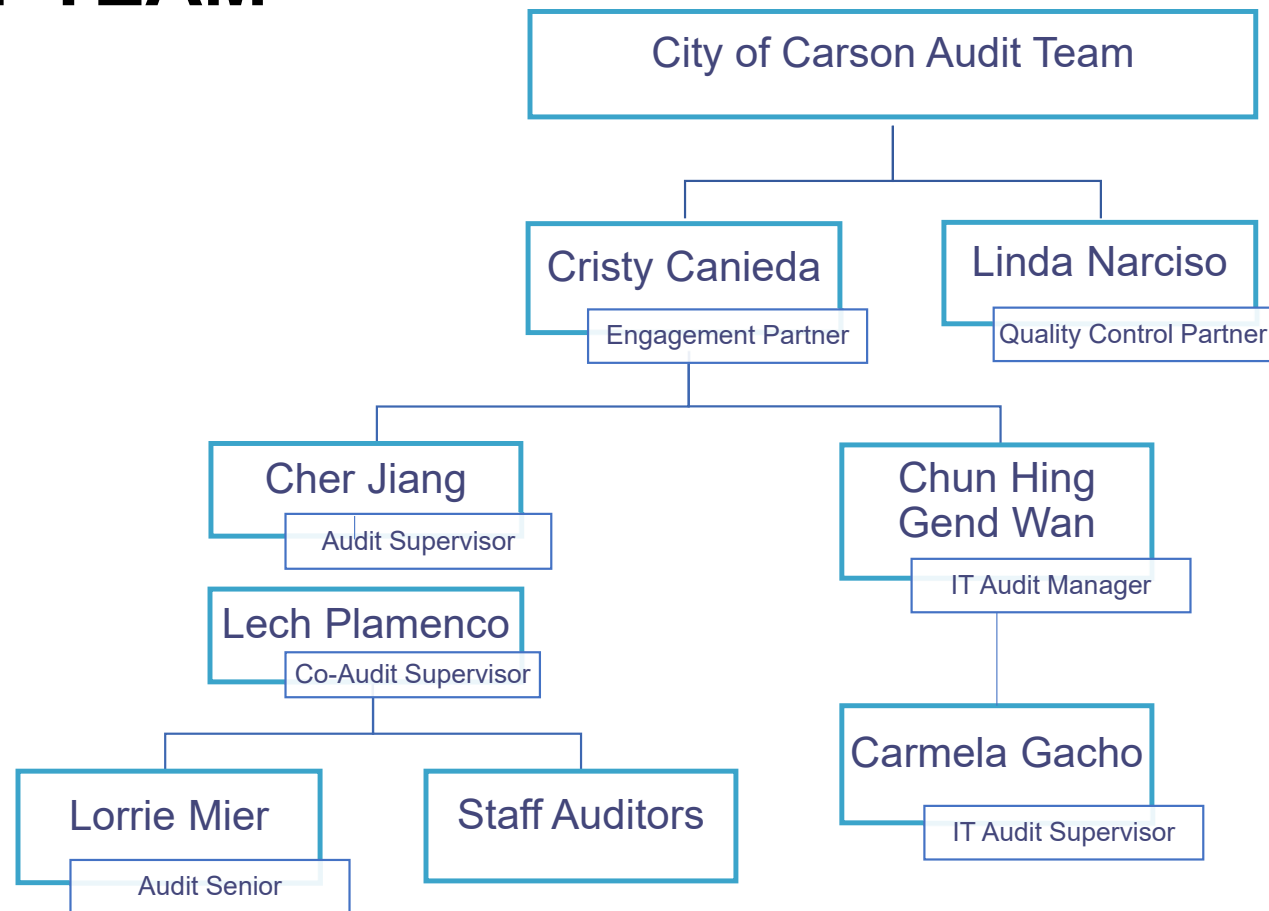 TEAM
City of Carson Audit Team
Cristy Canieda
Engagement Partner
Linda Narciso
Quality Control Partner
Cher Jiang
Audit Supervisor
Chun Hing
Gend Wan
IT Audit Manager
Lech Plamenco
Co-Audit Supervisor
Carmela Gacho
IT Audit Supervisor
Lorrie Mier
Audit Senior
Staff Auditors